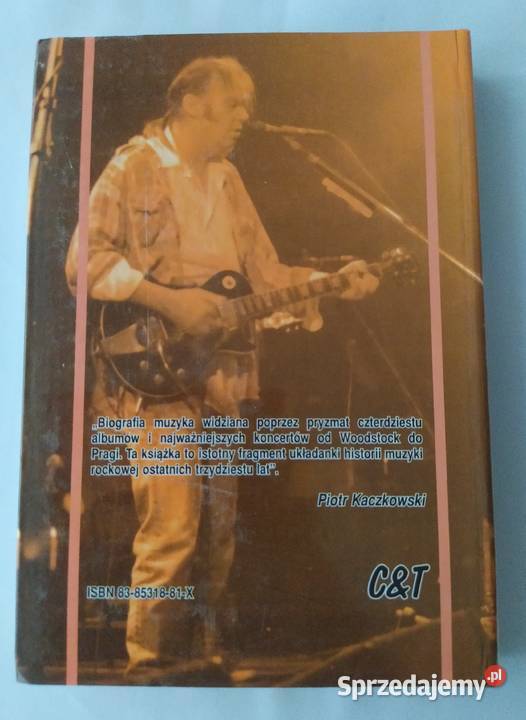 „Biografia muzyka widziana poprzez pryzmat czterdziestu
albumów i najważniejszych koncertów od Woodstock do
Pragi. Ta książka to istotny fragment układanki historii muzyki
rockowej ostatnich trzydziestu lat”.
Piotr Kaczkowski
ISBN 83-85318-81-X
C&T
Sprzedajemy.pl